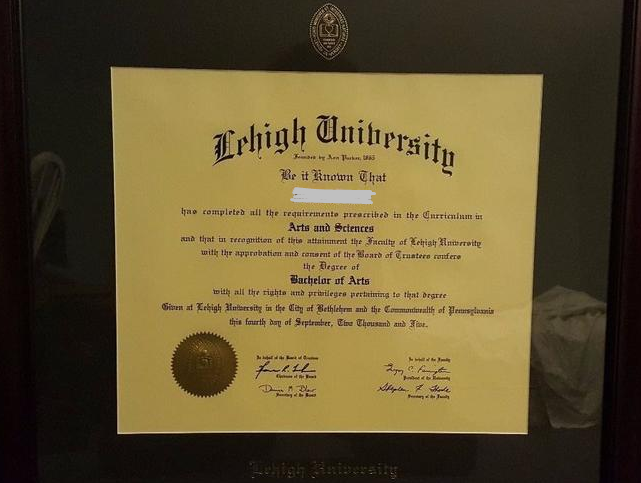 Lehigh University
Founded by Asa Packer, 1865
Be it Known That
has completed all the requirements prescribed in the Curriculum in
Arts and Sciences
and that in recognition of this attainment the Faculty of Lehigh University
with the approbation and consent of the Board of Trustees confers
the Degree of
Bachelor of Arts
with all the rights and privileges pertaining to that degree
Given at Lehigh University in the City of Bethlehem and the Commonwealth of Pennsylvania
this fourth day of September, Two Thousand and Five.
In behalf of the Board of Trustees
In behalf of the Faculty
Chairman of the Board
President of the University
Secretary of the Board
Secretary of the Faculty
Lehigh University